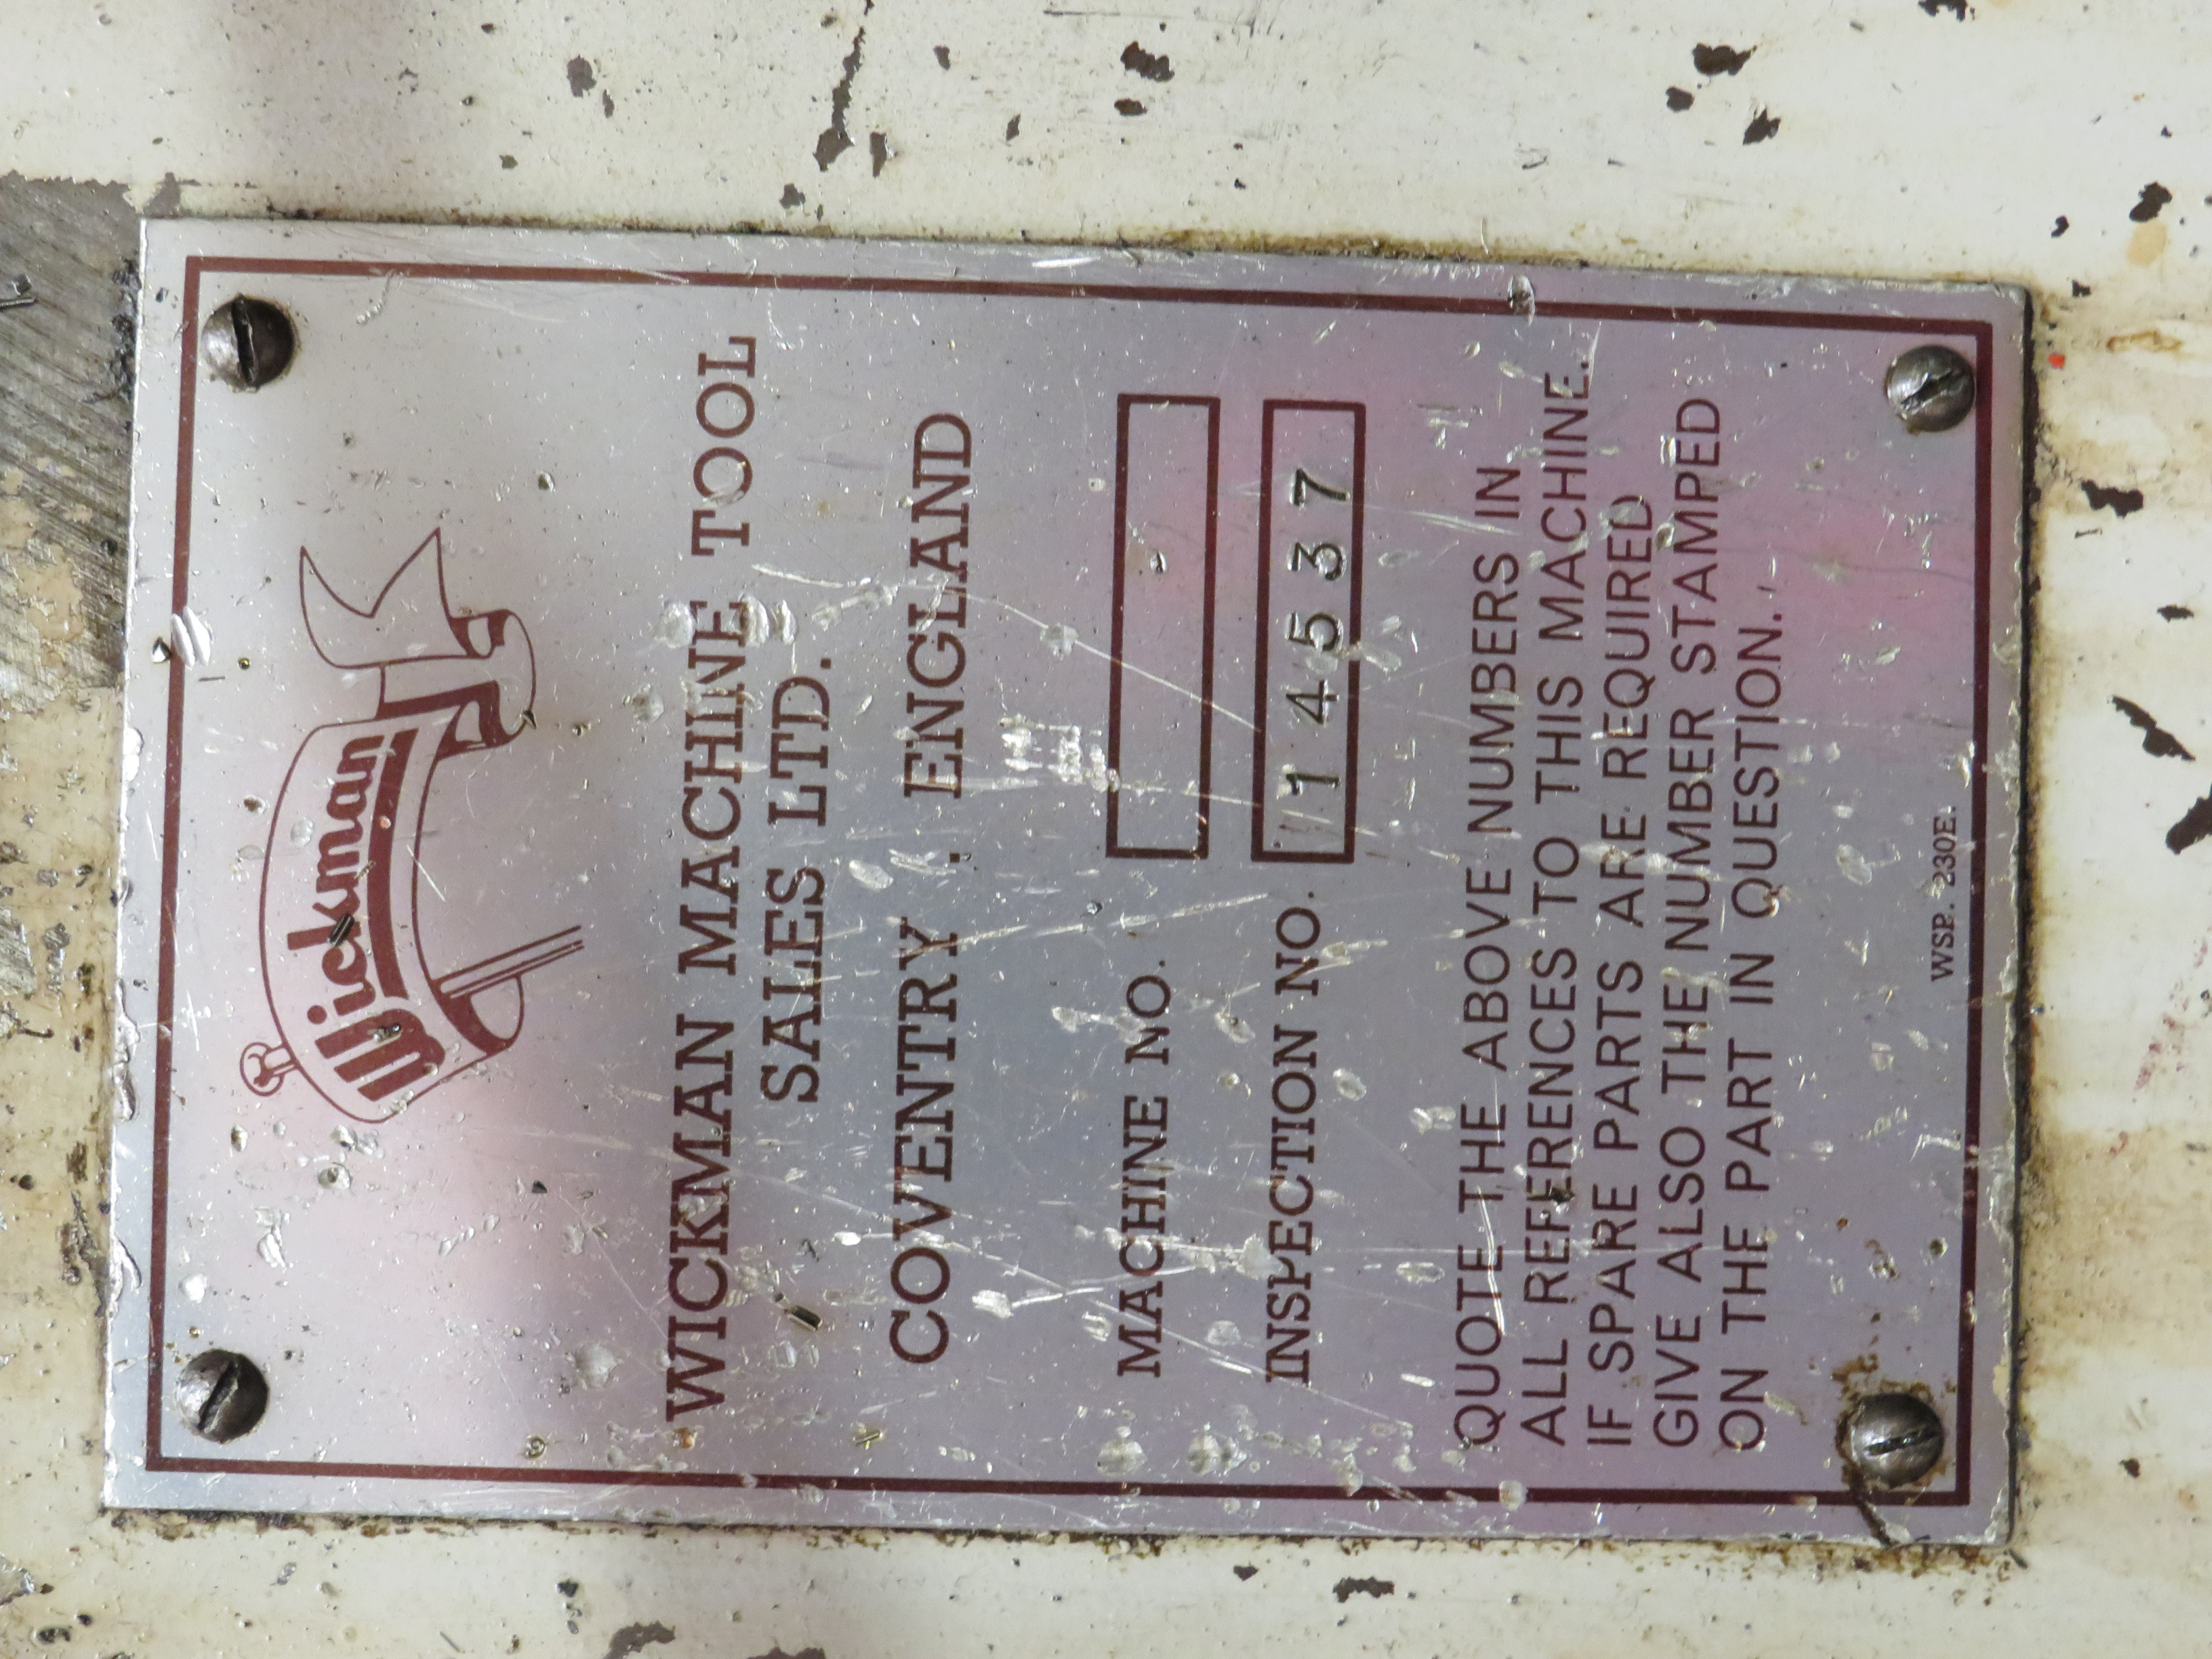 Wickman
WICKMAN MACHINE TOOL
SALES LTD.
COVENTRY . ENGLAND
MACHINE NO.
INSPECTION NO. 14537
QUOTE THE ABOVE NUMBERS IN
ALL REFERENCES TO THIS MACHINE.
IF SPARE PARTS ARE REQUIRED
GIVE ALSO THE NUMBER STAMPED
ON THE PART IN QUESTION.
WSP. 230E.